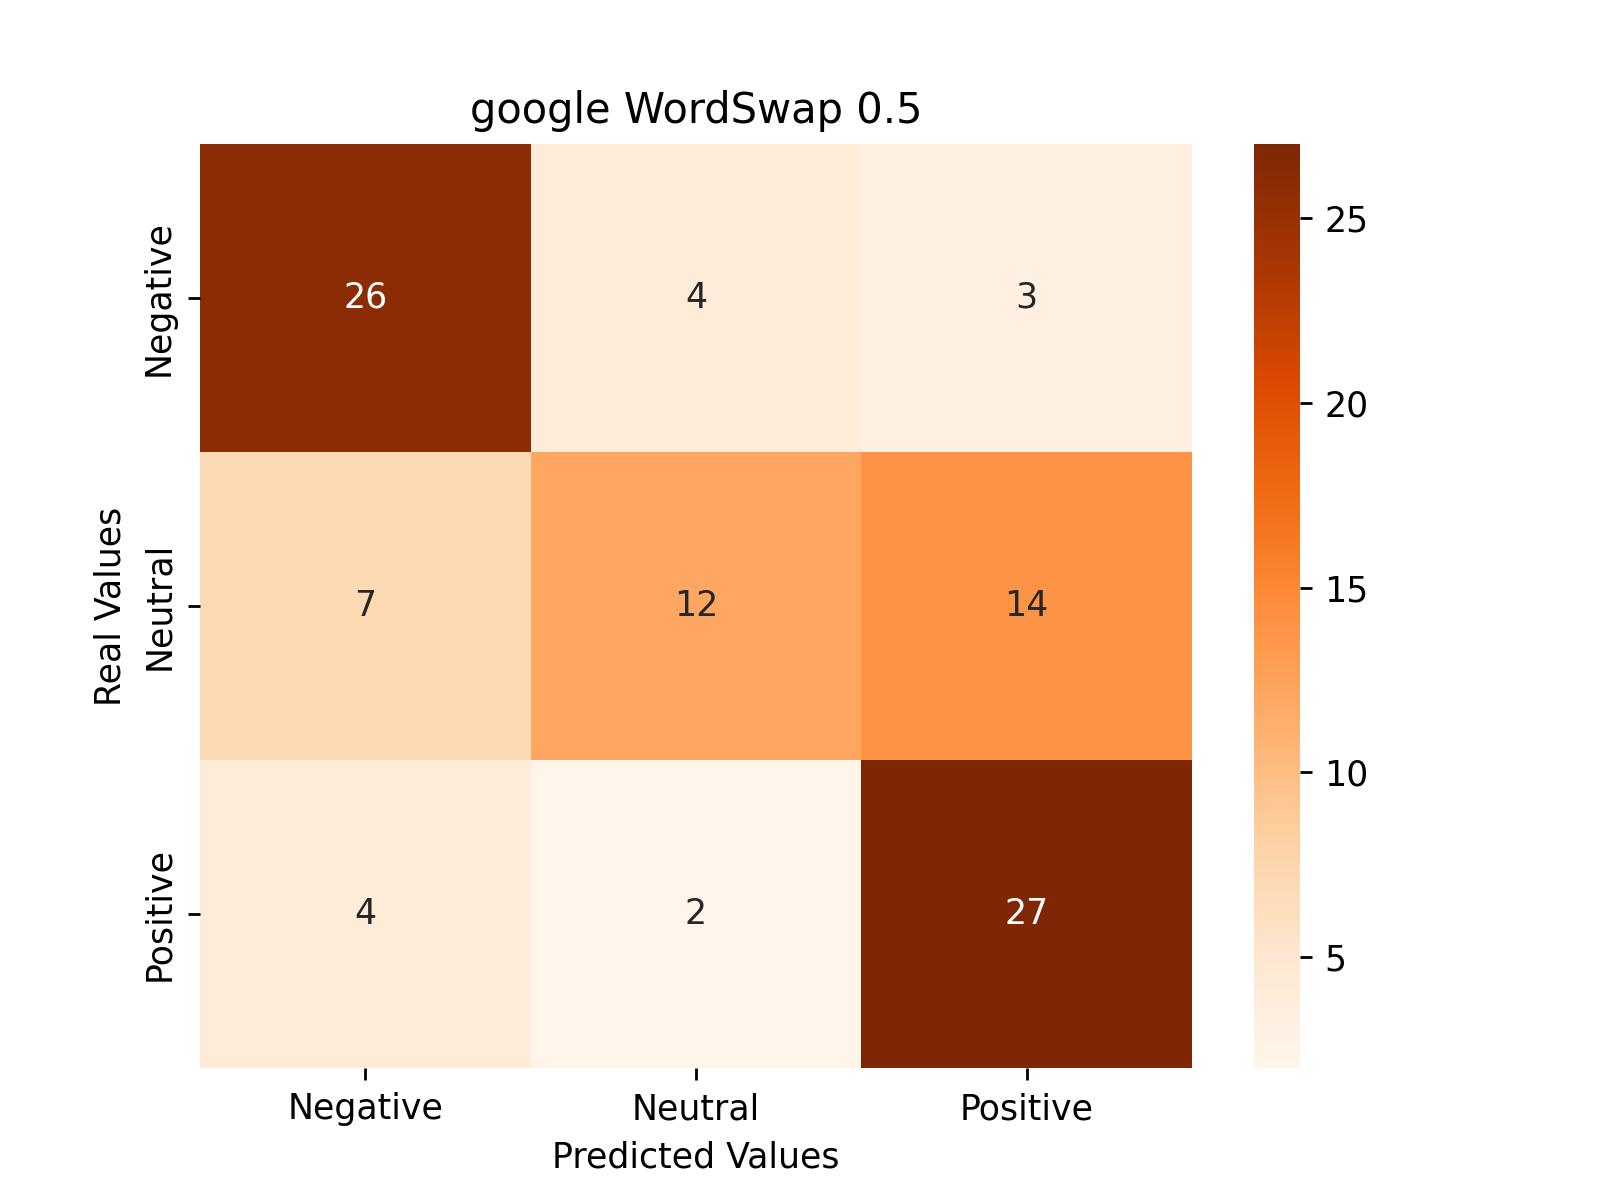 google WordSwap 0.5
Real Values
Negative
26
4
3
Neutral
7
12
14
Positive
4
2
27
Negative
Neutral
Positive
Predicted Values
25
20
15
10
5